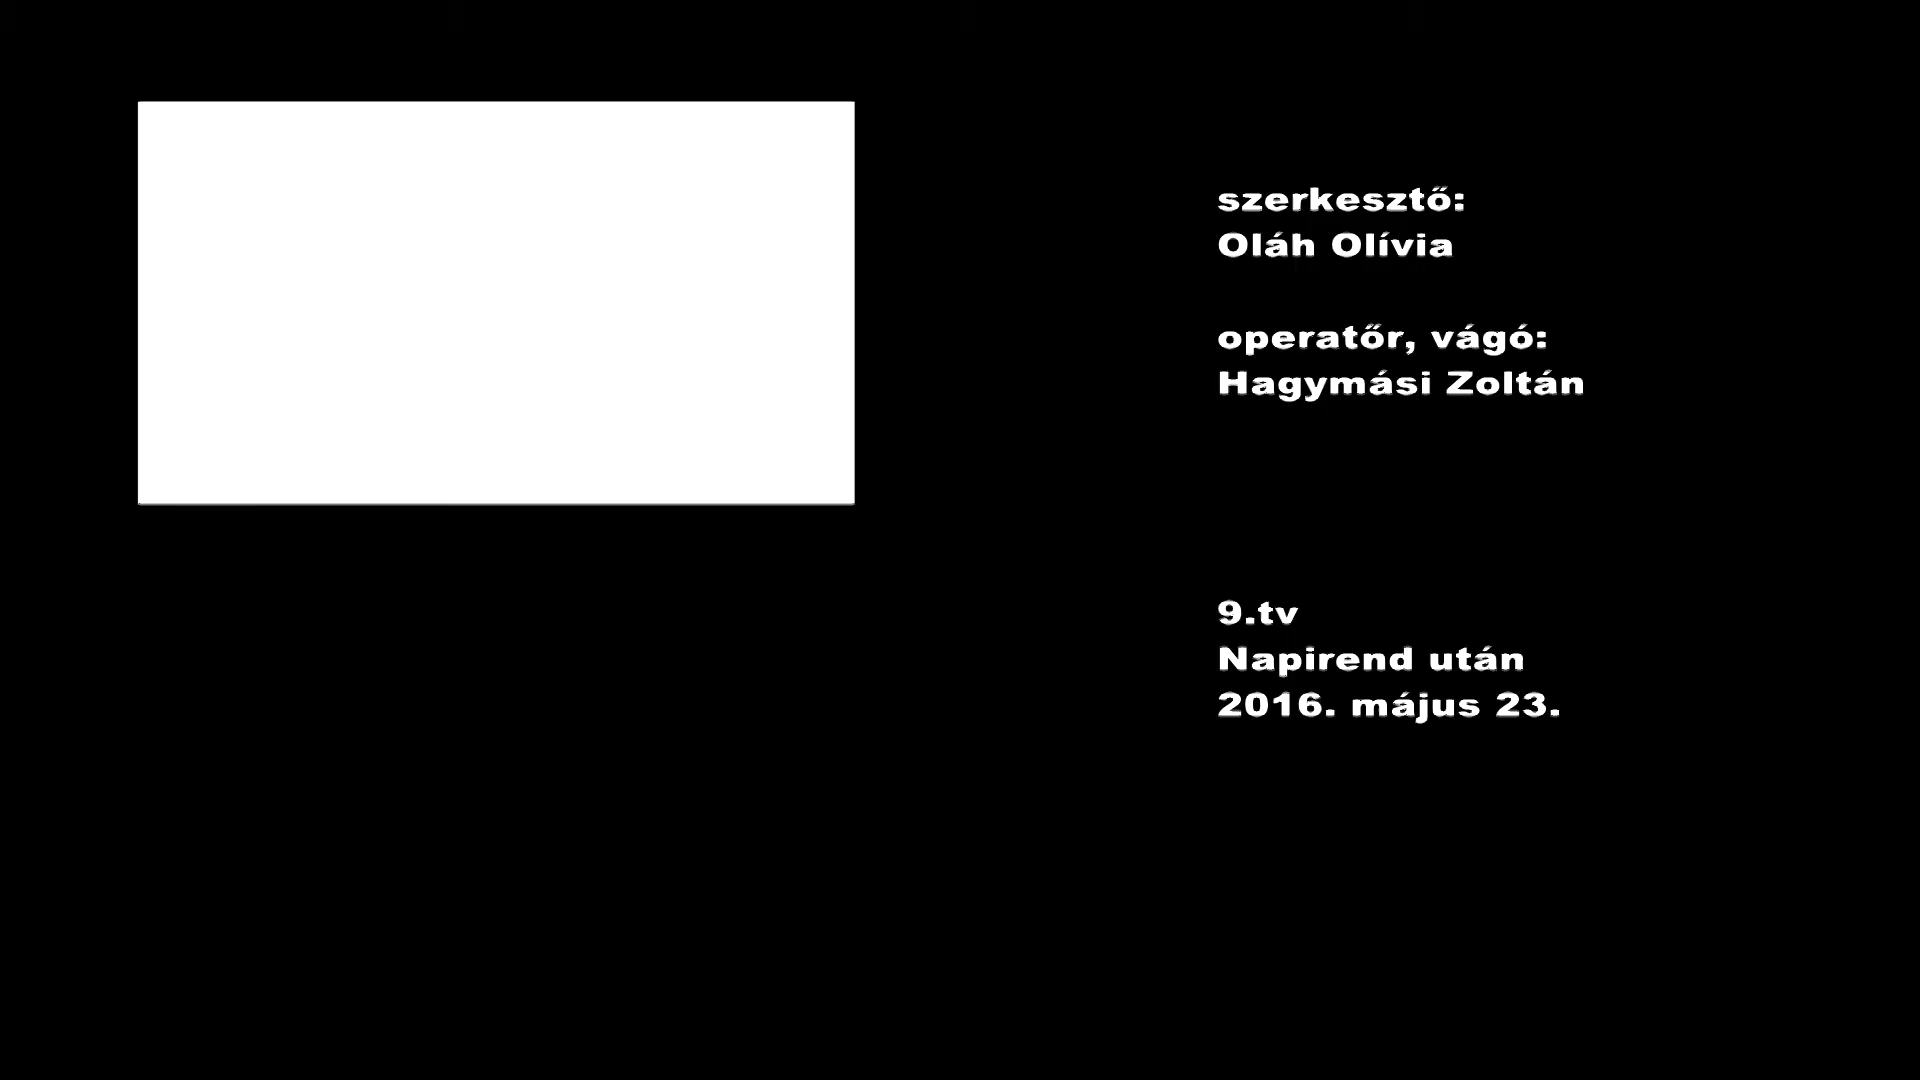 szerkesztő:
Oláh Olívia
operatőr, vágó:
Hagymási Zoltán
9.tv
Napirend után
2016. május 23.